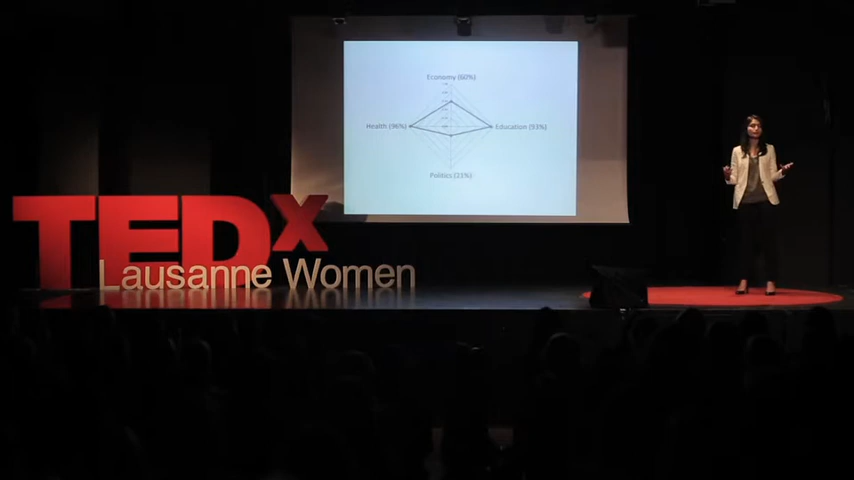 Economy (60%)
Health (96%)
Education (93%)
Politics (21%)
TEDx
Lausanne Women